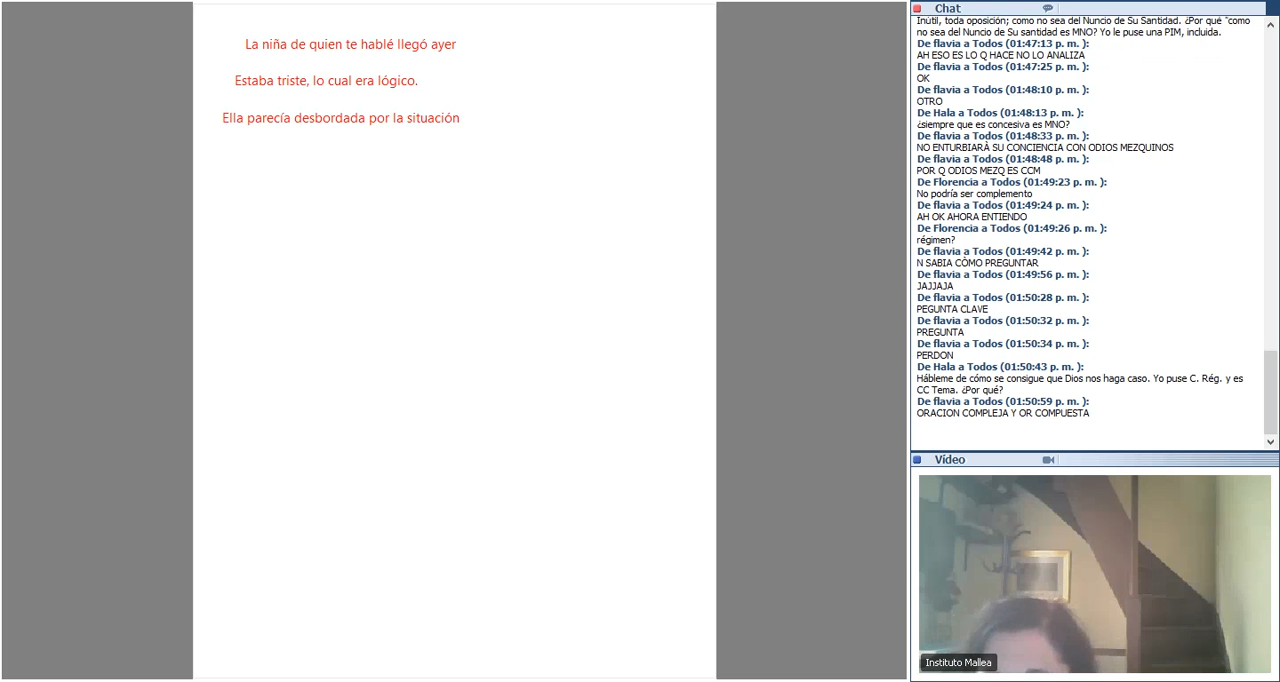 La niña de quien te hablé llegó ayer
Estaba triste, lo cual era lógico.
Ella parecía desbordada por la situación
Chat
Inútil, toda oposición; como no sea del Nuncio de Su Santidad. ¿Por qué "como
no sea del Nuncio de Su santidad es MNO? Yo le puse una PIM, incluida.
De flavia a Todos (01:47:13 p. m. ):
AH ESO ES LO Q HACE NO LO ANALIZA
De flavia a Todos (01:47:25 p. m. ):
OK
De flavia a Todos (01:48:10 p. m. ):
OTRO
De Hala a Todos (01:48:13 p. m. ):
¿siempre que es concesiva es MNO?
De flavia a Todos (01:48:33 p. m. ):
NO ENTURBIARÀ SU CONCIENCIA CON ODIOS MEZQUINOS
De flavia a Todos (01:48:48 p. m. ):
POR Q ODIOS MEZQ ES CCM
De Florencia a Todos (01:49:23 p. m. ):
No podría ser complemento
De flavia a Todos (01:49:24 p. m. ):
AH OK AHORA ENTIENDO
De Florencia a Todos (01:49:26 p. m. ):
régimen?
De flavia a Todos (01:49:42 p. m. ):
N SABIA CÒMO PREGUNTAR
De flavia a Todos (01:49:56 p. m. ):
JAJJAJA
De flavia a Todos (01:50:28 p. m. ):
PEGUNTA CLAVE
De flavia a Todos (01:50:32 p. m. ):
PREGUNTA
De flavia a Todos (01:50:34 p. m. ):
PERDON
De Hala a Todos (01:50:43 p. m. ):
Hábleme de cómo se consigue que Dios nos haga caso. Yo puse C. Rég. y es
CC Tema. ¿Por qué?
De flavia a Todos (01:50:59 p. m. ):
ORACION COMPLEJA Y OR COMPUESTA
Vídeo
Instituto Mallea